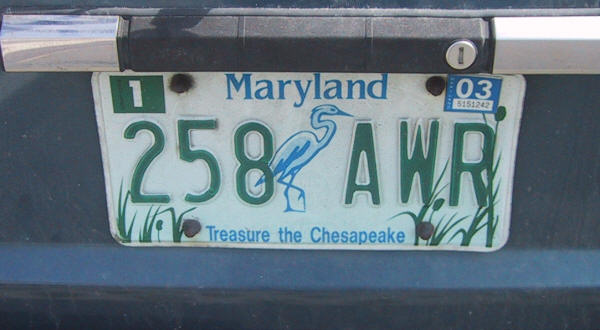 Maryland
1 03
5151242
258 AWR
Treasure the Chesapeake